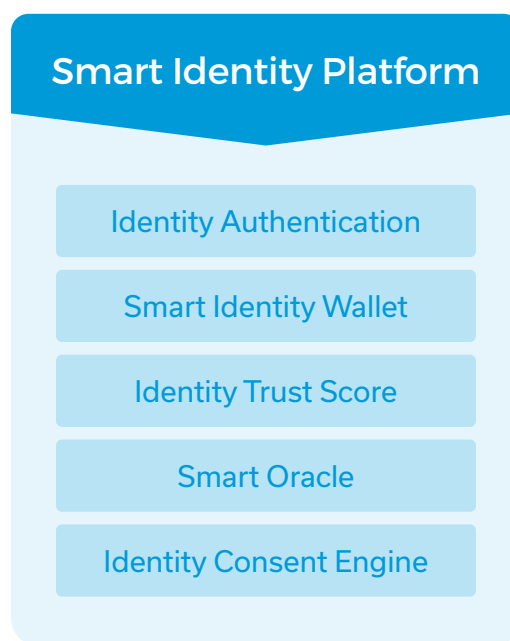 Smart Identity Platform
Identity Authentication
Smart Identity Wallet
Identity Trust Score
Smart Oracle
Identity Consent Engine